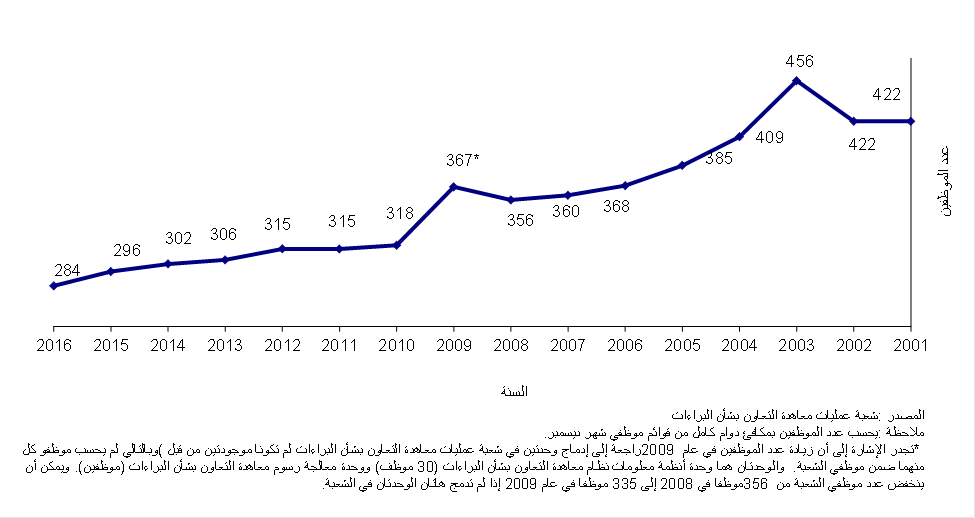 456
422
422
409
385
367*
368
360
356
318
315
315
306
302
296
284
عدد الموظفين
2016 2015 2014 2013 2012 2011 2010 2009 2008 2007 2006 2005 2004 2003 2002 2001
السنة
المصدر :شعبة عمليات معاهدة التعاون بشأن البراءات
ملاحظة :يحسب عدد الموظفين بمكافئ دوام كامل من قوائم موظفي شهر ديسمبر.
*تجدر الإشارة إلى أن زيادة عدد الموظفين في عام 2009راجعة إلى إدماج وحدتين في شعبة عمليات معاهدة التعاون بشأن البراءات لم تكونا موجودتين من قبل )وبالتالي لم يحسب موظفو كل
منهما ضمن موظفي الشعبة. والوحدتان هما وحدة أنظمة معلومات نظام معاهدة التعاون بشأن البراءات (30 موظف) ووحدة معالجة رسوم معاهدة التعاون بشأن البراءات (موظفين). ويمكن أن
ينخفض عدد موظفي الشعبة من 356موظفا في 2008 إلى 335 موظفا في عام 2009 إذا لم تدمج هاتان الوحدتان في الشعبة.